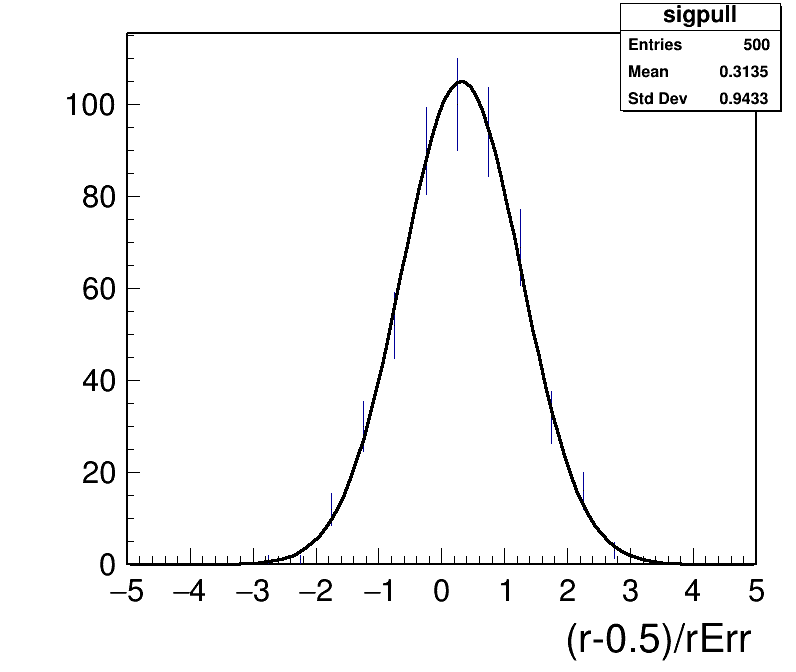 sigpull
Entries 500
Mean 0.3135
Std Dev 0.9433
100
80
60
40
20
0
−5 −4 −3 −2 −1 0 1 2 3 4 5
(r-0.5)/rErr